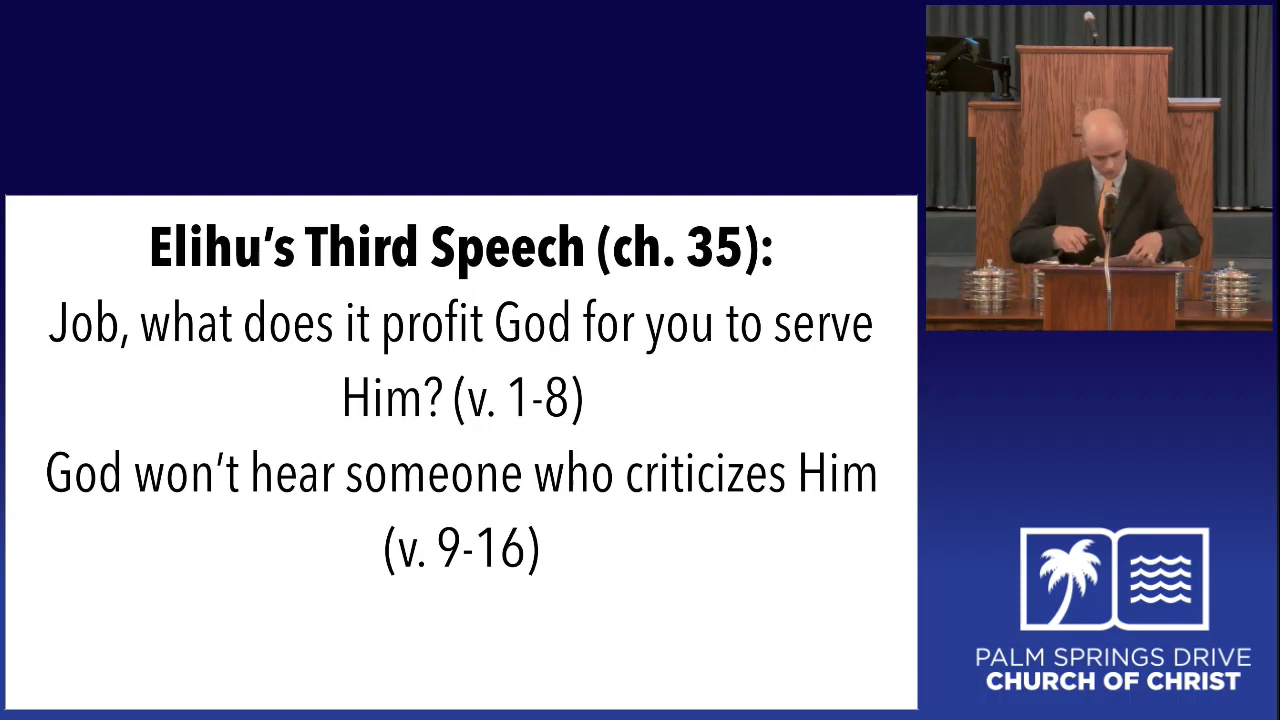 Elihu’s Third Speech (ch. 35):
Job, what does it profit God for you to serve
Him? (v. 1-8)
God won’t hear someone who criticizes Him
(v. 9-16)
PALM SPRINGS DRIVE
CHURCH OF CHRIST